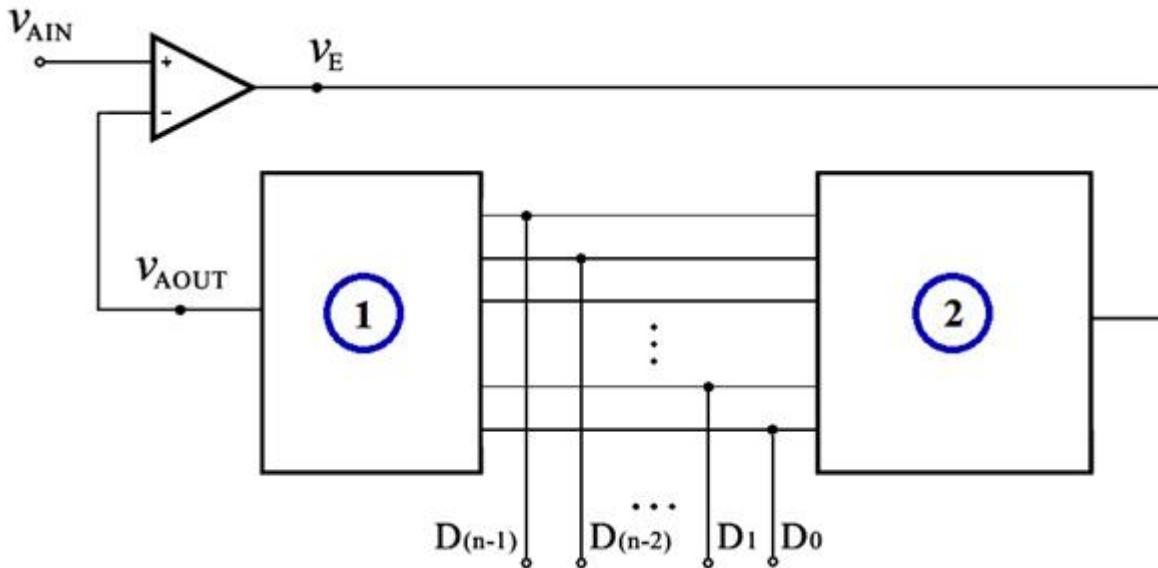 vAIN
+
-
vE
vAOUT
1
2
D(n-1)
D(n-2)
D1
D0